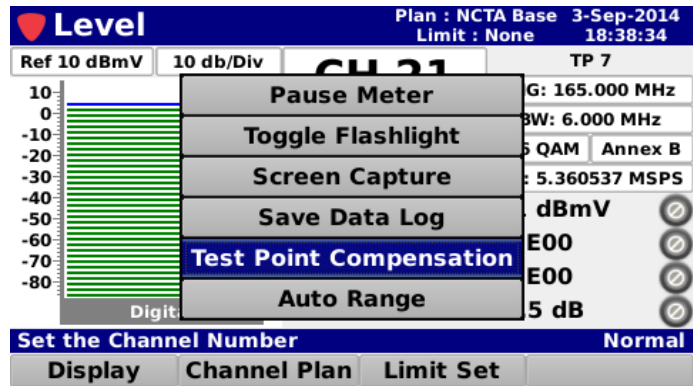 Level
Plan : NCTA Base 3-Sep-2014
Limit : None 18:38:34
Ref 10 dBmV 10 db/Div CH 21 TP 7
10
0
-10
-20
-30
-40
-50
-60
-70
-80
Pause Meter
Toggle Flashlight
Screen Capture
Save Data Log
Test Point Compensation
Auto Range
G: 165.000 MHz
BW: 6.000 MHz
QAM Annex B
: 5.360537 MSPS
dBmV
E00
E00
.5 dB
Digit
Set the Channel Number Normal
Display Channel Plan Limit Set